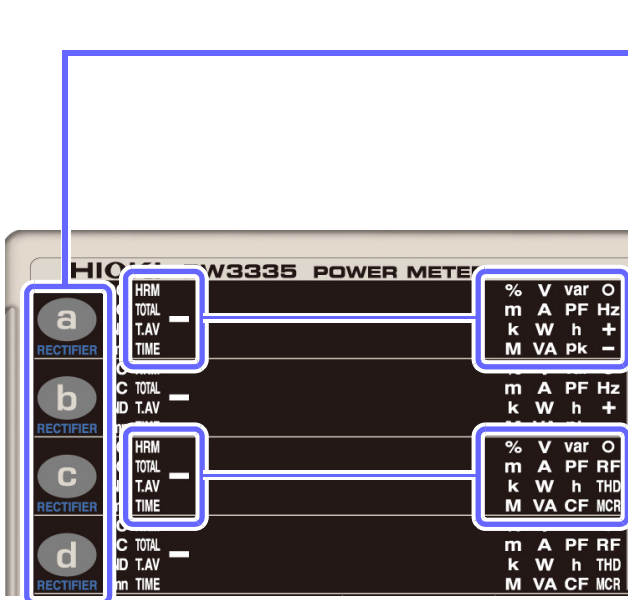 PW3335 POWER METER
HRM % V var O
a TOTAL m A PF Hz
T.AV k W h +
RECTIFIER TIME M VA pk −
C TOTAL m A PF Hz
b T.AV k W h +
RECTIFIER
HRM % V var O
c TOTAL m A PF RF
T.AV k W h THD
RECTIFIER TIME M VA CF MCR
C TOTAL m A PF RF
d T.AV k W h THD
RECTIFIER TIME M VA CF MCR